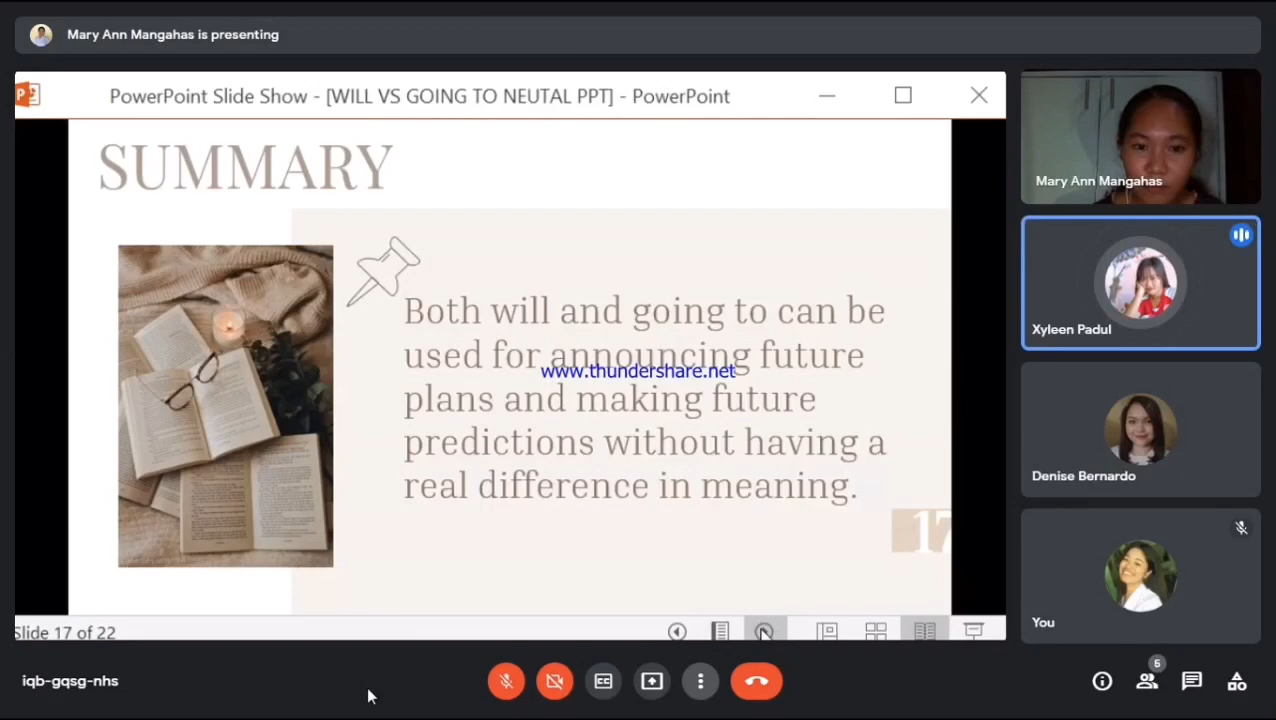 Mary Ann Mangahas is presenting
PowerPoint Slide Show - [WILL VS GOING TO NEUTAL PPT] - PowerPoint
SUMMARY
Both will and going to can be
used for announcing future
www.thundershare.net
plans and making future
predictions without having a
real difference in meaning.
17
Slide 17 of 22
Mary Ann Mangahas
Xyleen Padul
Denise Bernardo
You
iqb-gqsg-nhs
5